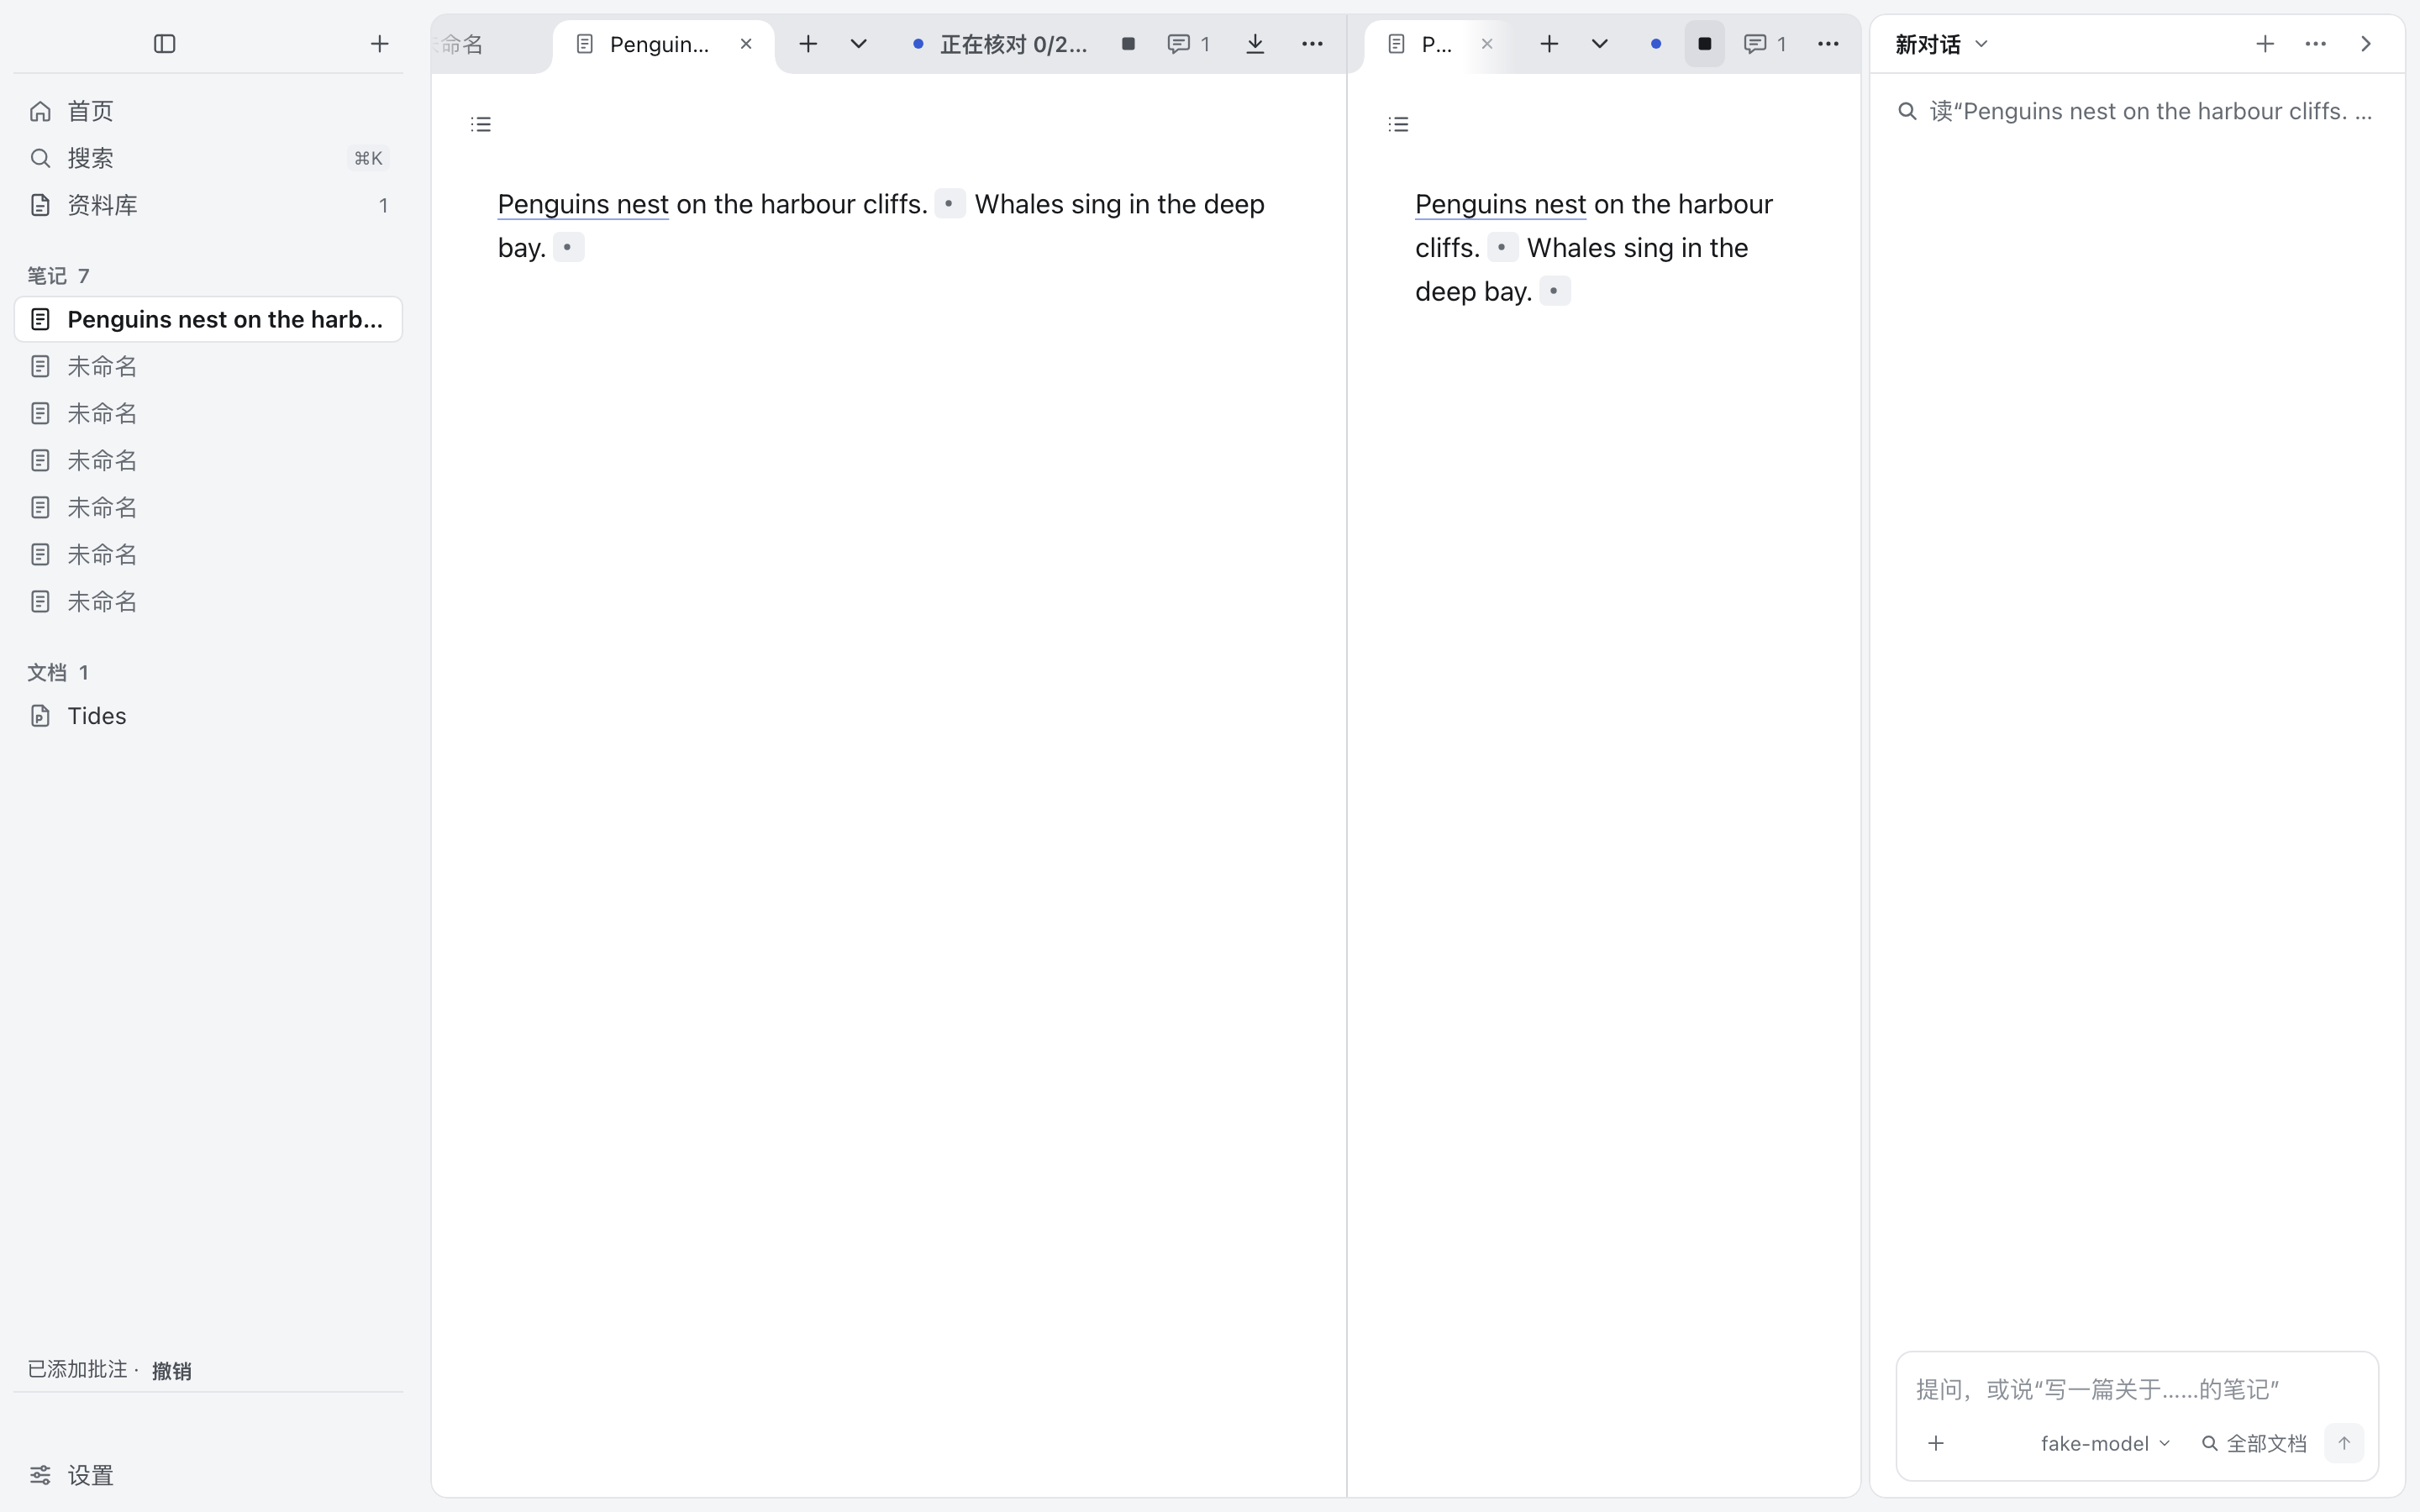 首页
搜索 ⌘K
资料库 1
笔记 7
Penguins nest on the harb...
未命名
未命名
未命名
未命名
未命名
未命名
文档 1
Tides
已添加批注 · 撤销
设置
命名
Penguin...
正在核对 0/2...
1
Penguins nest on the harbour cliffs. Whales sing in the deep
bay.
P...
1
Penguins nest on the harbour
cliffs. Whales sing in the
deep bay.
新对话
读“Penguins nest on the harbour cliffs. ...
提问，或说“写一篇关于……的笔记”
fake-model
全部文档